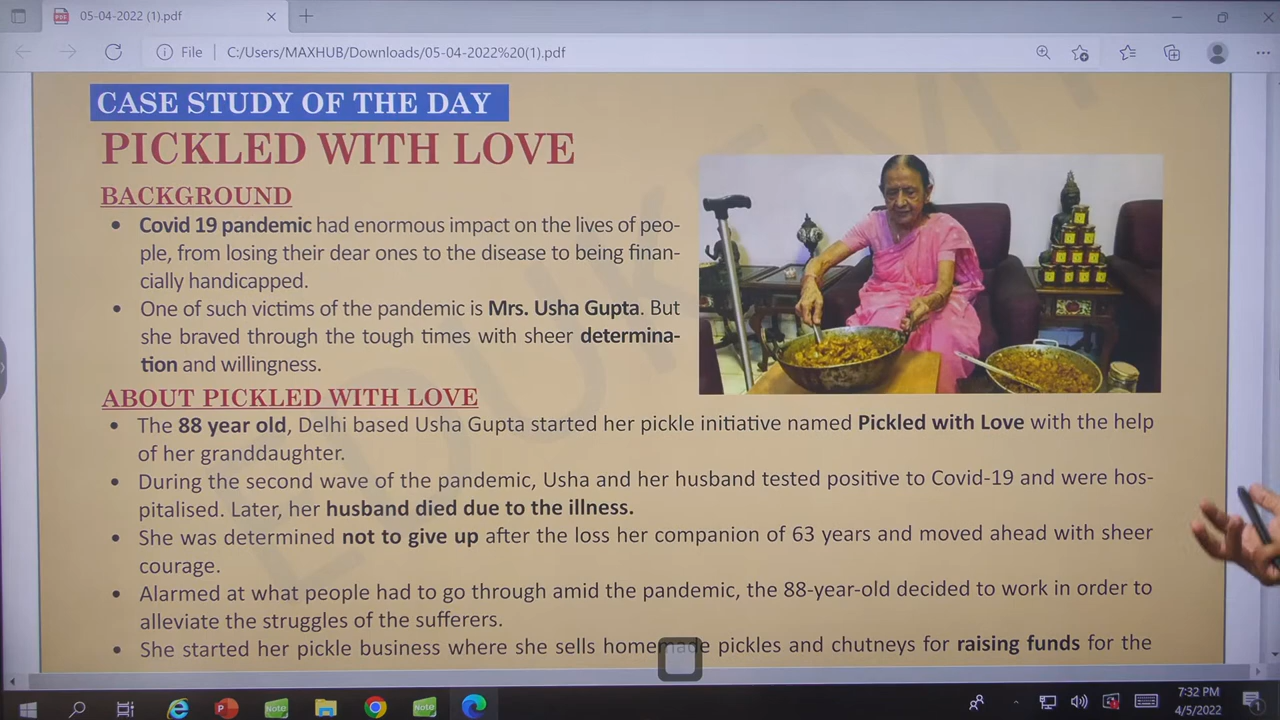 05-04-2022 (1).pdf
File
C:/Users/MAXHUB/Downloads/05-04-2022%20(1).pdf
CASE STUDY OF THE DAY
PICKLED WITH LOVE
BACKGROUND
• Covid 19 pandemic had enormous impact on the lives of peo-
ple, from losing their dear ones to the disease to being finan-
cially handicapped.
• One of such victims of the pandemic is Mrs. Usha Gupta. But
she braved through the tough times with sheer determina-
tion and willingness.
ABOUT PICKLED WITH LOVE
• The 88 year old, Delhi based Usha Gupta started her pickle initiative named Pickled with Love with the help
of her granddaughter.
• During the second wave of the pandemic, Usha and her husband tested positive to Covid-19 and were hos-
pitalised. Later, her husband died due to the illness.
• She was determined not to give up after the loss her companion of 63 years and moved ahead with sheer
courage.
• Alarmed at what people had to go through amid the pandemic, the 88-year-old decided to work in order to
alleviate the struggles of the sufferers.
• She started her pickle business where she sells homemade pickles and chutneys for raising funds for the
Note
Note
7:32 PM
4/5/2022